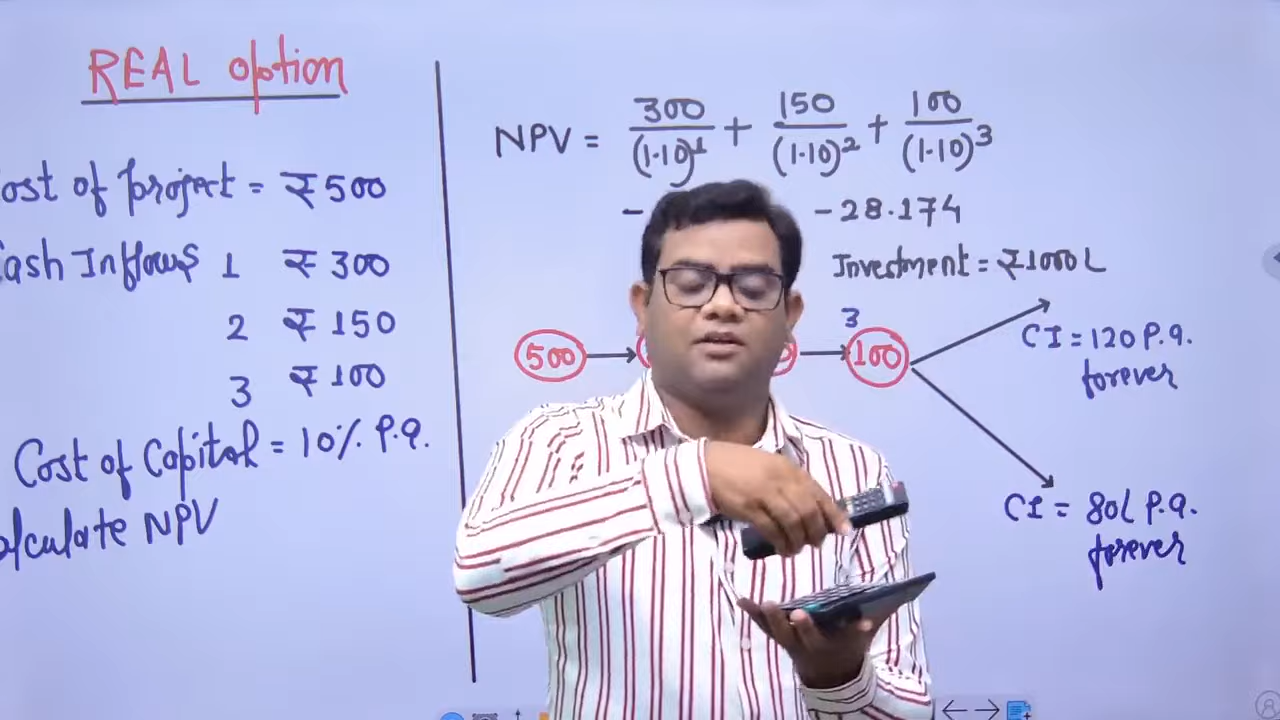 REAL option
ost of project = ₹500
ash Inflows 1 ₹ 300
2 ₹ 150
3 ₹ 100
Cost of Capital = 10% P.a.
alculate NPV
NPV = 300/(1.10)^1 + 150/(1.10)^2 + 100/(1.10)^3
-
-28.174
Investment = ₹1000L
3
500
100
CI = 120 P.a.
forever
CI = 80L P.a.
forever